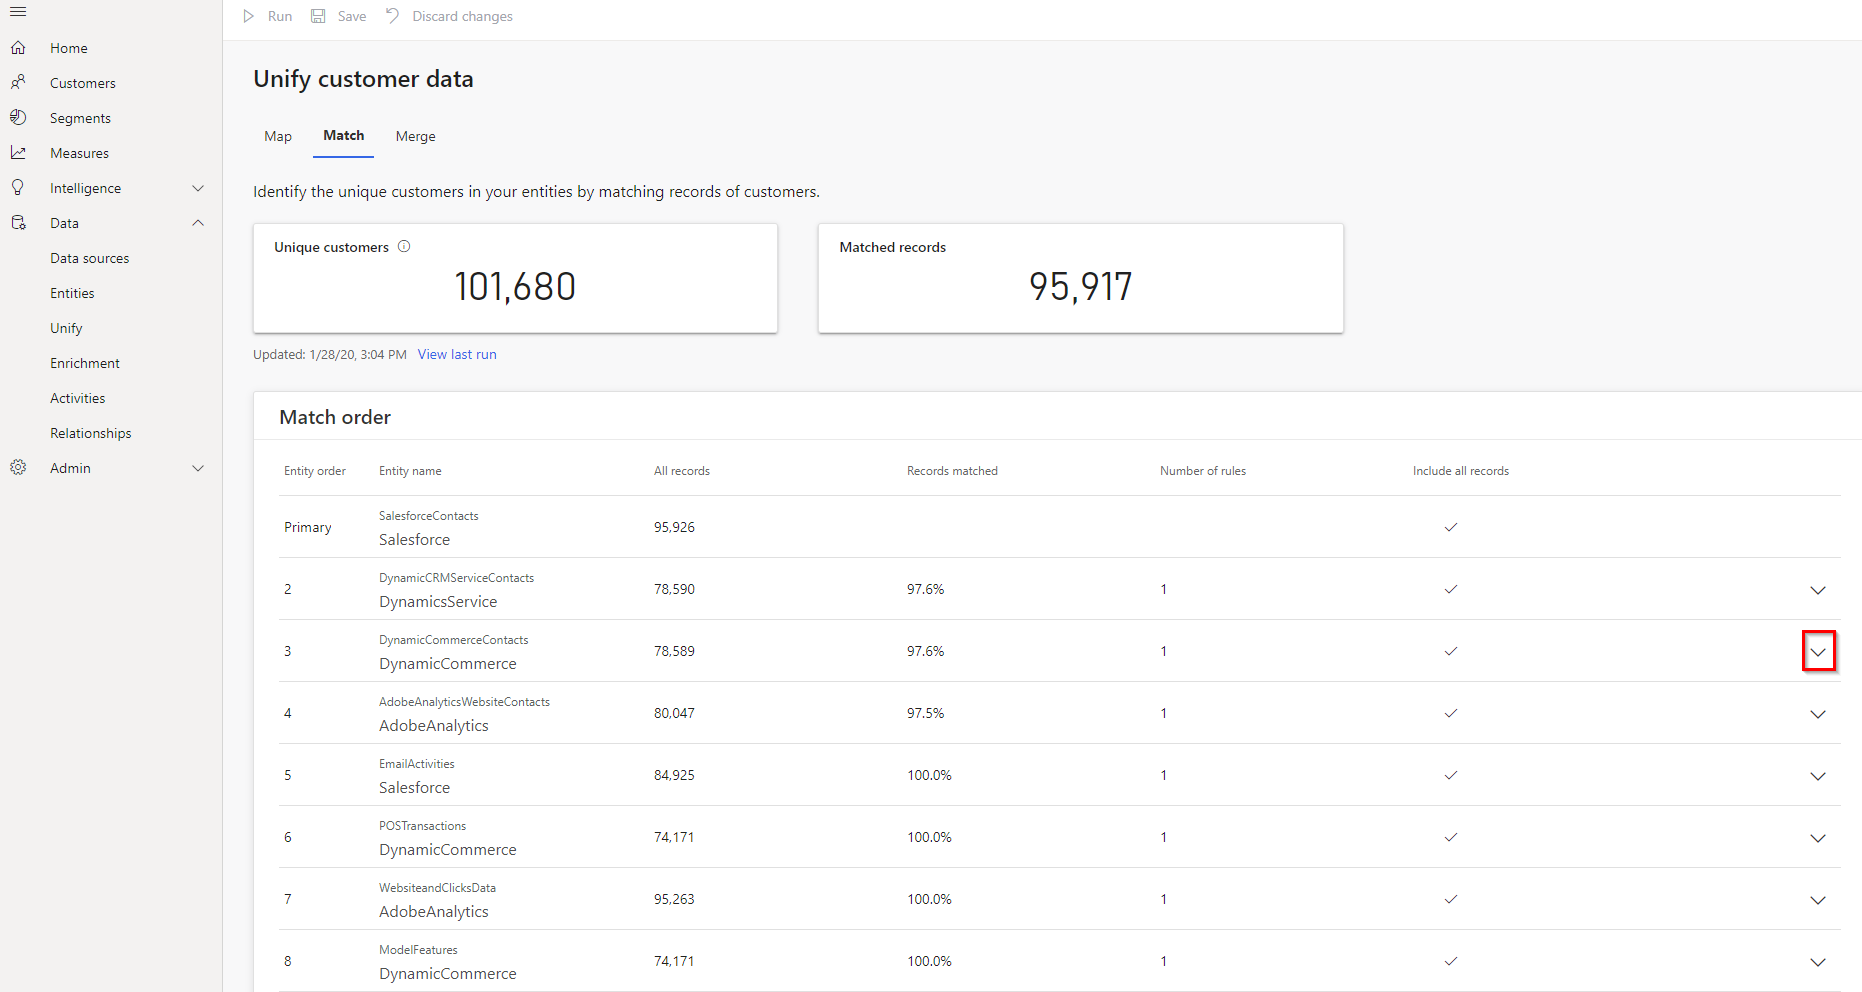 Run Save Discard changes
Home
Customers
Segments
Measures
Intelligence
Data
Data sources
Entities
Unify
Enrichment
Activities
Relationships
Admin
Unify customer data
Map Match Merge
Identify the unique customers in your entities by matching records of customers.
Unique customers
101,680
Matched records
95,917
Updated: 1/28/20, 3:04 PM View last run
Match order
Entity order Entity name All records Records matched Number of rules Include all records
SalesforceContacts
Primary Salesforce 95,926
DynamicCRMServiceContacts
2 DynamicsService 78,590 97.6% 1
DynamicCommerceContacts
3 DynamicCommerce 78,589 97.6% 1
AdobeAnalyticsWebsiteContacts
4 AdobeAnalytics 80,047 97.5% 1
EmailActivities
5 Salesforce 84,925 100.0% 1
POSTransactions
6 DynamicCommerce 74,171 100.0% 1
WebsiteandClicksData
7 AdobeAnalytics 95,263 100.0% 1
ModelFeatures
8 DynamicCommerce 74,171 100.0% 1